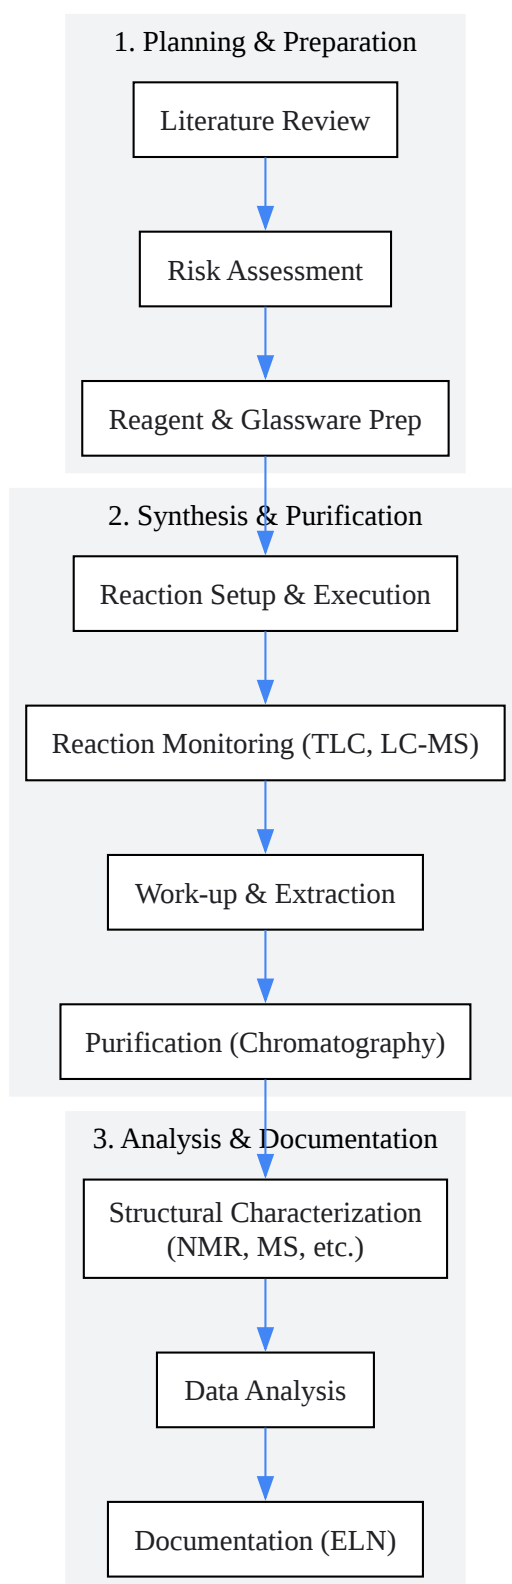 1. Planning & Preparation
Literature Review
Risk Assessment
Reagent & Glassware Prep
2. Synthesis & Purification
Reaction Setup & Execution
Reaction Monitoring (TLC, LC-MS)
Work-up & Extraction
Purification (Chromatography)
3. Analysis & Documentation
Structural Characterization
(NMR, MS, etc.)
Data Analysis
Documentation (ELN)